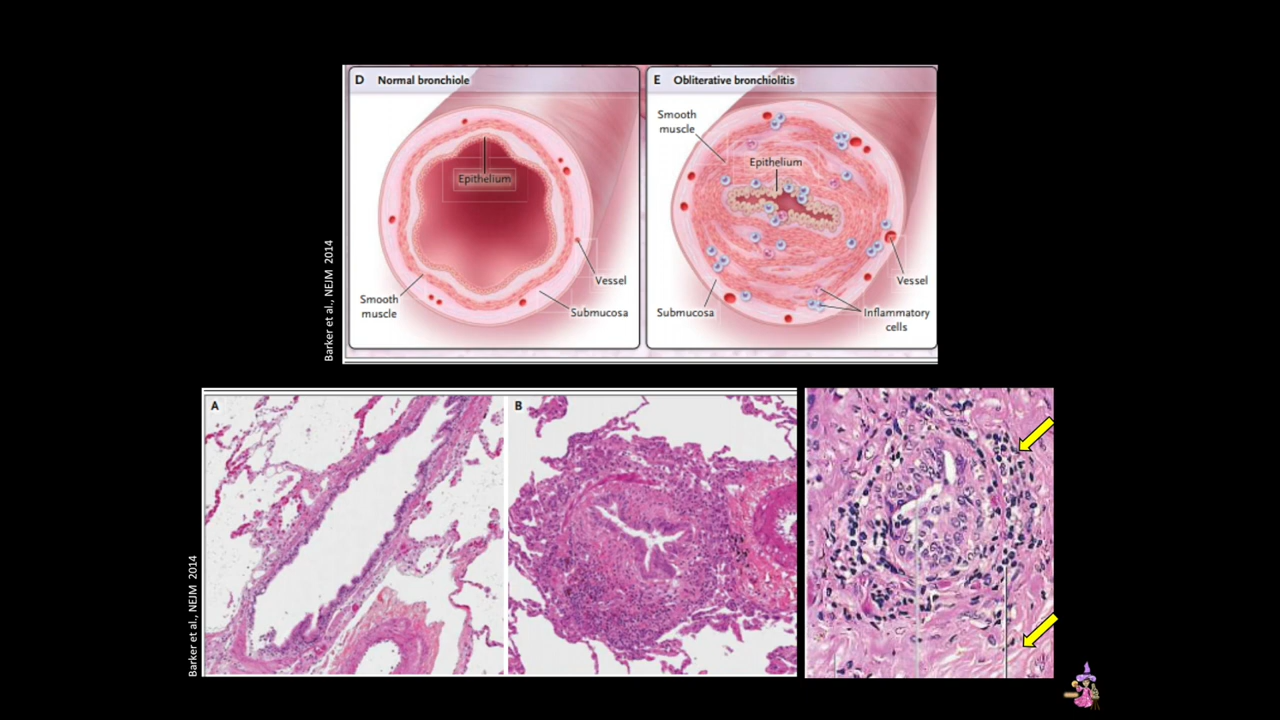 D Normal bronchiole
Epithelium
Vessel
Smooth
muscle
Submucosa
E Obliterative bronchiolitis
Smooth
muscle
Epithelium
Vessel
Submucosa
Inflammatory
cells
Barker et al., NEJM 2014
A
B
Barker et al., NEJM 2014